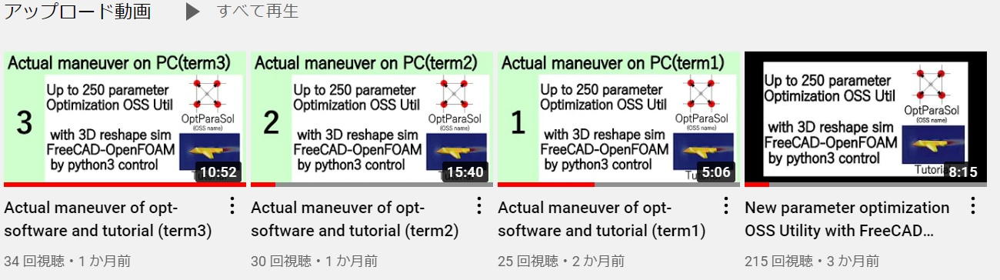 アップロード動画 すべて再生
Actual maneuver on PC(term3)
3
Up to 250 parameter
Optimization OSS Util
OptParaSol
(OSS name)
with 3D reshape sim
FreeCAD-OpenFOAM
by python3 control
10:52
Actual maneuver of opt-
software and tutorial (term3)
34 回視聴・1 か月前
Actual maneuver on PC(term2)
2
Up to 250 parameter
Optimization OSS Util
OptParaSol
(OSS name)
with 3D reshape sim
FreeCAD-OpenFOAM
by python3 control
15:40
Actual maneuver of opt-
software and tutorial (term2)
30 回視聴・1 か月前
Actual maneuver on PC(term1)
1
Up to 250 parameter
Optimization OSS Util
OptParaSol
(OSS name)
with 3D reshape sim
FreeCAD-OpenFOAM
by python3 control
5:06
Actual maneuver of opt-
software and tutorial (term1)
25 回視聴・2 か月前
Up to 250 parameter
Optimization OSS Util
OptParaSol
(OSS name)
with 3D reshape sim
FreeCAD-OpenFOAM
by python3 control
8:15
New parameter optimization
OSS Utility with FreeCAD...
215 回視聴・3 か月前